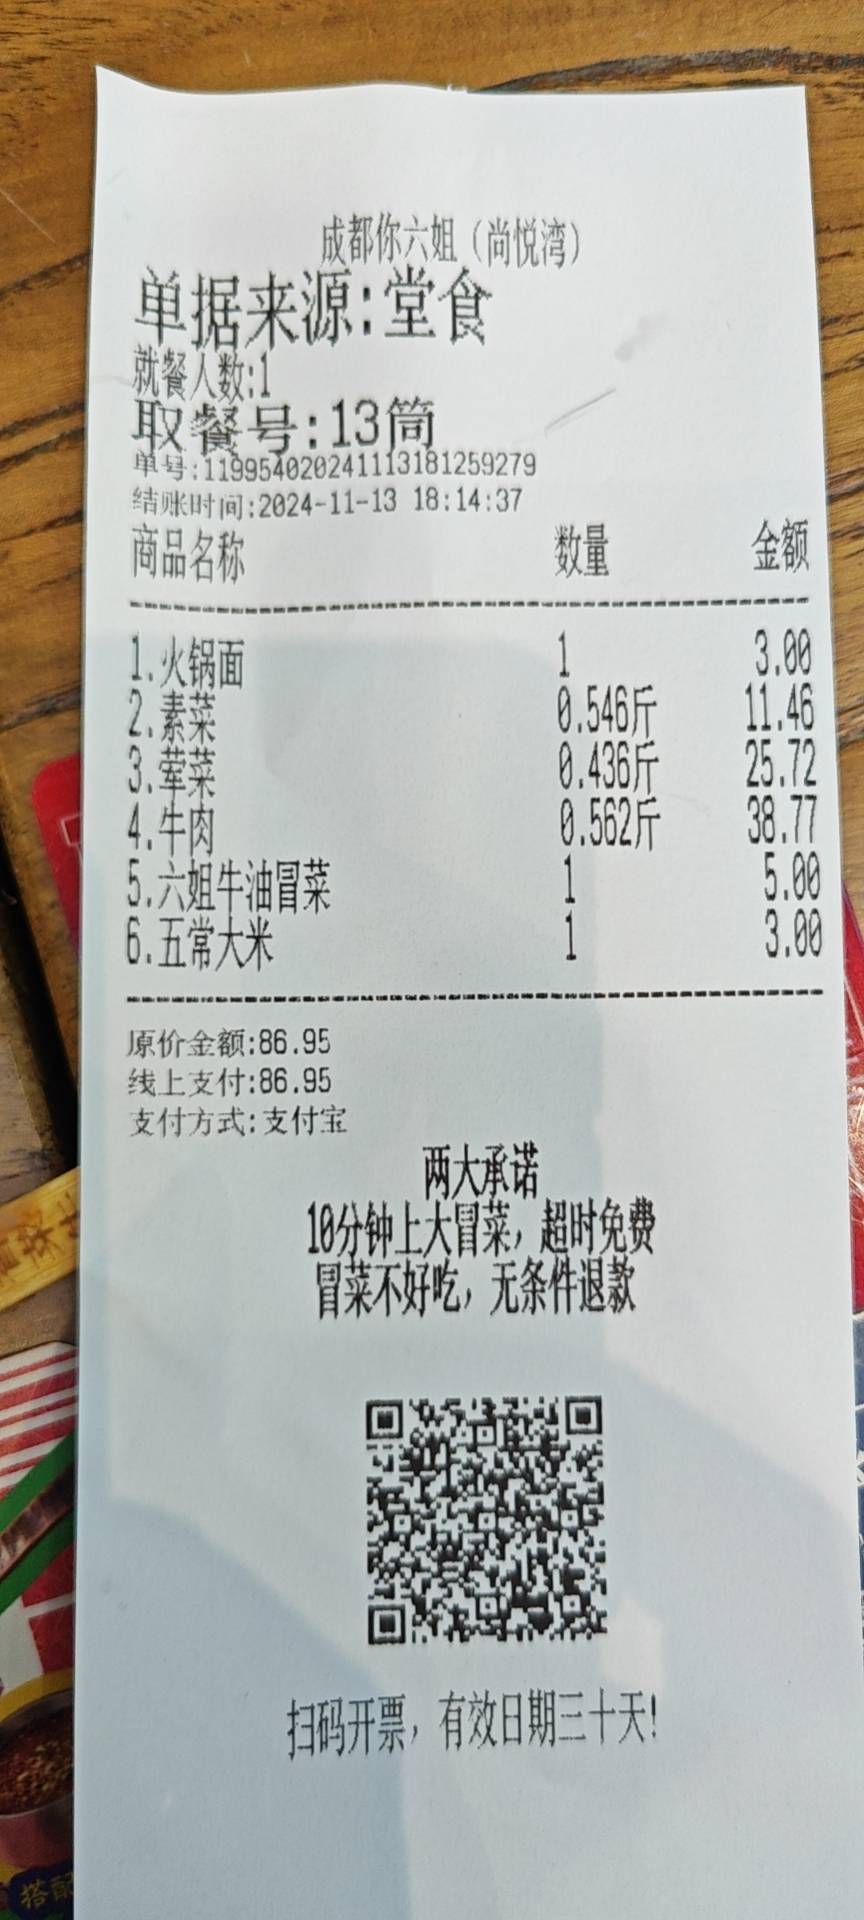 成都你六姐（尚悦湾）
单据来源:堂食
就餐人数:1
取餐号:13筒
单号:11995402024111318125927​9
结账时间:2024-11-13 18:14:37
商品名称 数量 金额
1.火锅面 1 3.00
2.素菜 0.546斤 11.46
3.荤菜 0.436斤 25.72
4.牛肉 0.562斤 38.77
5.六姐牛油冒菜 1 5.00
6.五常大米 1 3.00
原价金额:86.95
线上支付:86.95
支付方式:支付宝
两大承诺
10分钟上大冒菜，超时免费
冒菜不好吃，无条件退款
扫码开票，有效日期三十天!
搭配